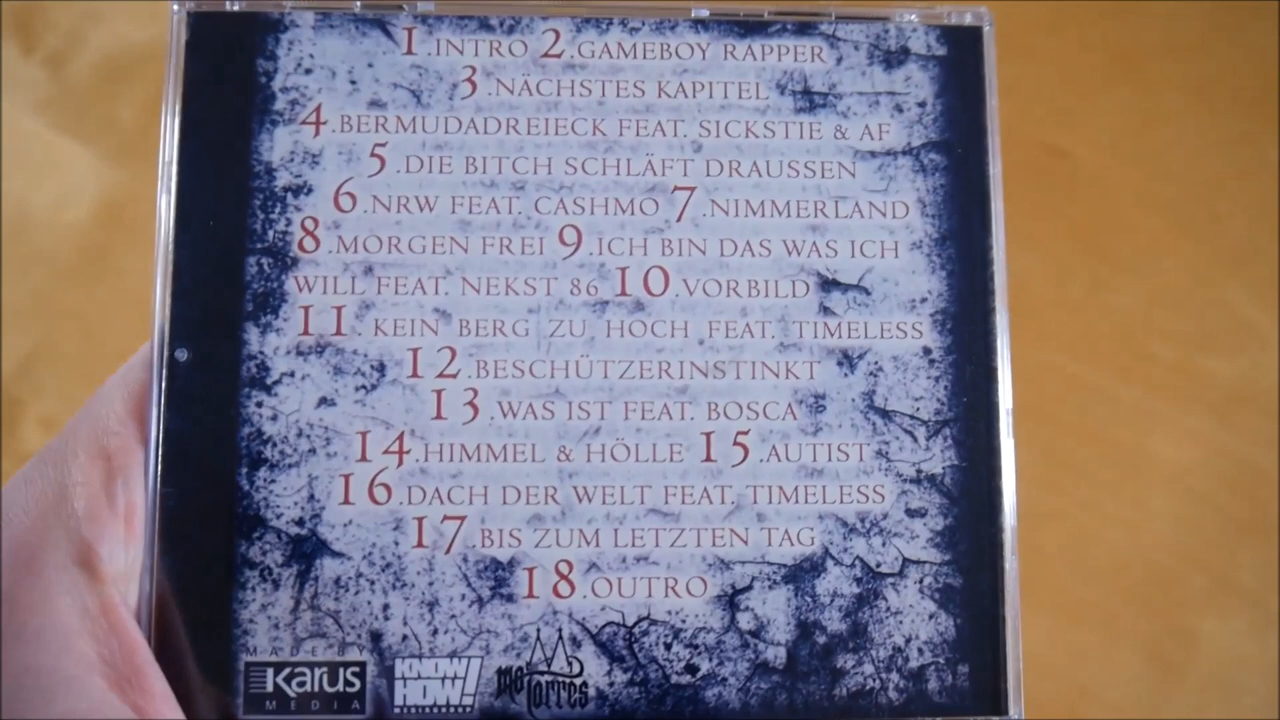 1.INTRO 2.GAMEBOY RAPPER
3.NÄCHSTES KAPITEL
4.BERMUDADREIECK FEAT. SICKSTIE & AF
5.DIE BITCH SCHLÄFT DRAUSSEN
6.NRW FEAT. CASHMO 7.NIMMERLAND
8.MORGEN FREI 9.ICH BIN DAS WAS ICH
WILL FEAT. NEKST 86 10.VORBILD
11. KEIN BERG ZU HOCH FEAT. TIMELESS
12.BESCHÜTZERINSTINKT
13.WAS IST FEAT. BOSCA
14.HIMMEL & HÖLLE 15.AUTIST
16.DACH DER WELT FEAT. TIMELESS
17.BIS ZUM LETZTEN TAG
18.OUTRO
MADE BY
Karus
MEDIA
KNOW
HOW!
MEDIAGROUP
MO Torres